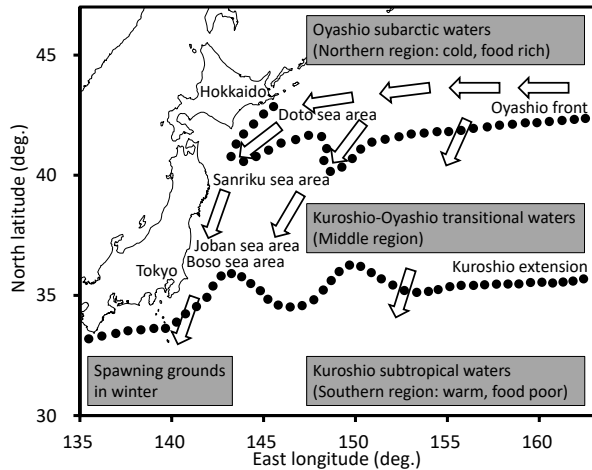 45
40
35
30
North latitude (deg.)
Oyashio subarctic waters
(Northern region: cold, food rich)
Hokkaido
Doto sea area
Oyashio front
Sanriku sea area
Kuroshio-Oyashio transitional waters
(Middle region)
Joban sea area
Boso sea area
Tokyo
Kuroshio extension
Spawning grounds
in winter
Kuroshio subtropical waters
(Southern region: warm, food poor)
135 140 145 150 155 160
East longitude (deg.)